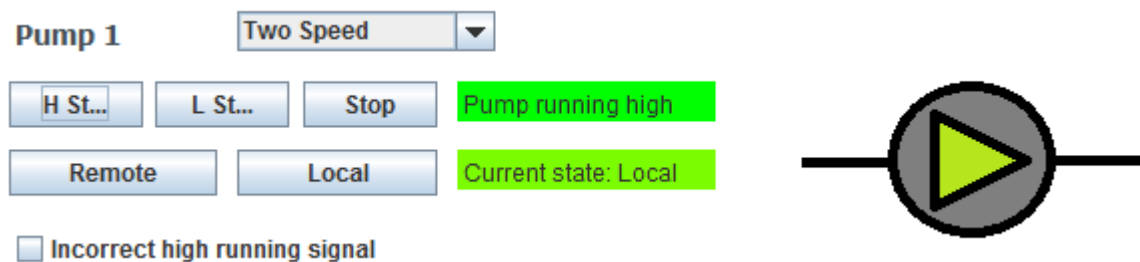 Pump 1 Two Speed
H St... L St... Stop Pump running high
Remote Local Current state: Local
Incorrect high running signal